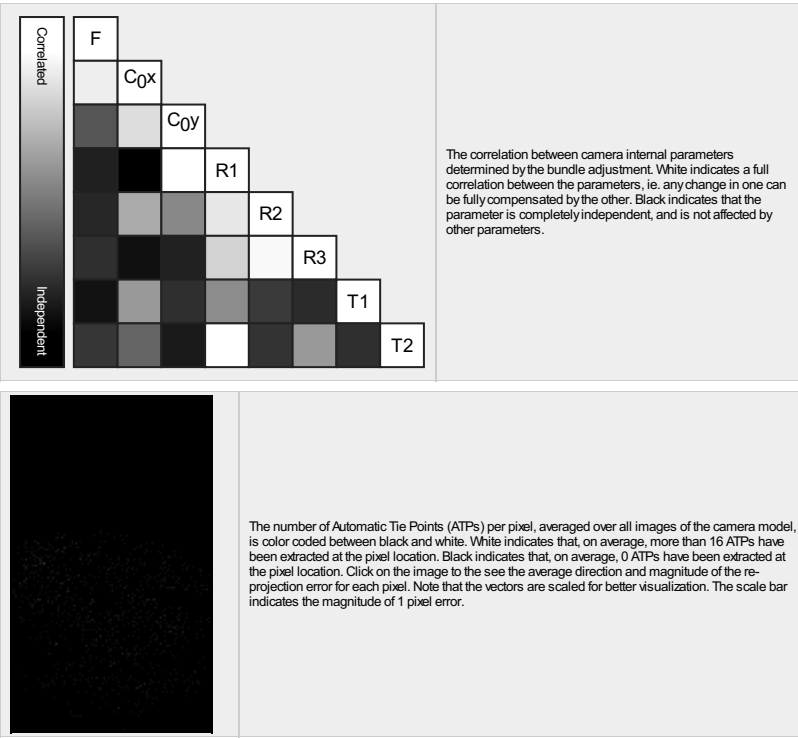 Correlated
Independent
F
C0x
C0y
R1
R2
R3
T1
T2
The correlation between camera internal parameters
determined by the bundle adjustment. White indicates a full
correlation between the parameters, ie. any change in one can
be fully compensated by the other. Black indicates that the
parameter is completely independent, and is not affected by
other parameters.
The number of Automatic Tie Points (ATPs) per pixel, averaged over all images of the camera model,
is color coded between black and white. White indicates that, on average, more than 16 ATPs have
been extracted at the pixel location. Black indicates that, on average, 0 ATPs have been extracted at
the pixel location. Click on the image to the see the average direction and magnitude of the re-
projection error for each pixel. Note that the vectors are scaled for better visualization. The scale bar
indicates the magnitude of 1 pixel error.